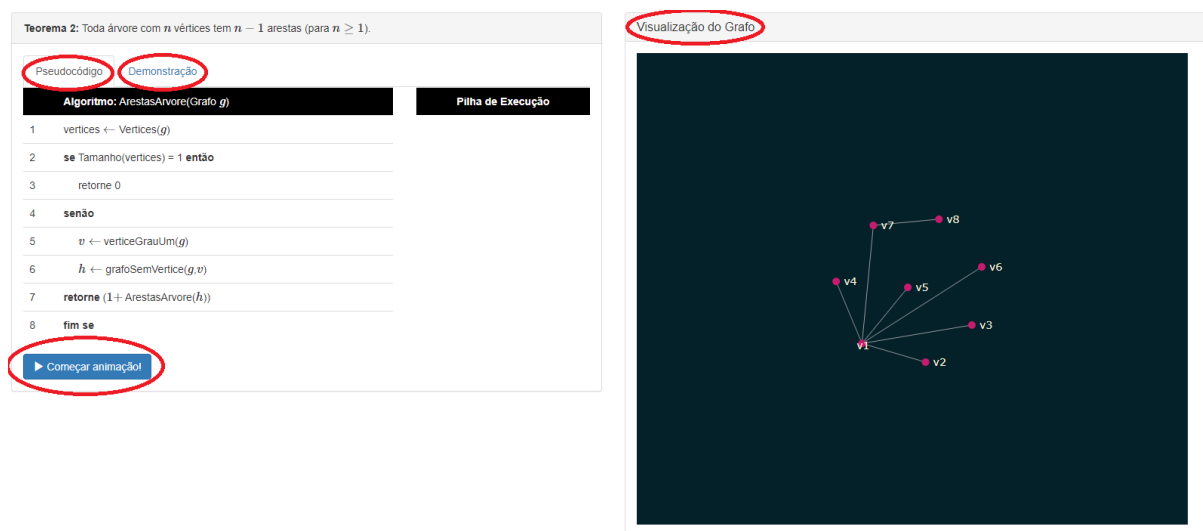 Teorema 2: Toda árvore com n vértices tem n − 1 arestas (para n ≥ 1).
Pseudocódigo
Demonstração
Algoritmo: ArestasArvore(Grafo g)
1 vertices ← Vertices(g)
2 se Tamanho(vertices) = 1 então
3 retorne 0
4 senão
5 v ← verticeGrauUm(g)
6 h ← grafoSemVertice(g,v)
7 retorne (1+ ArestasArvore(h))
8 fim se
Começar animação!
Pilha de Execução
Visualização do Grafo
v8
v7
v6
v4
v5
v3
v1
v2